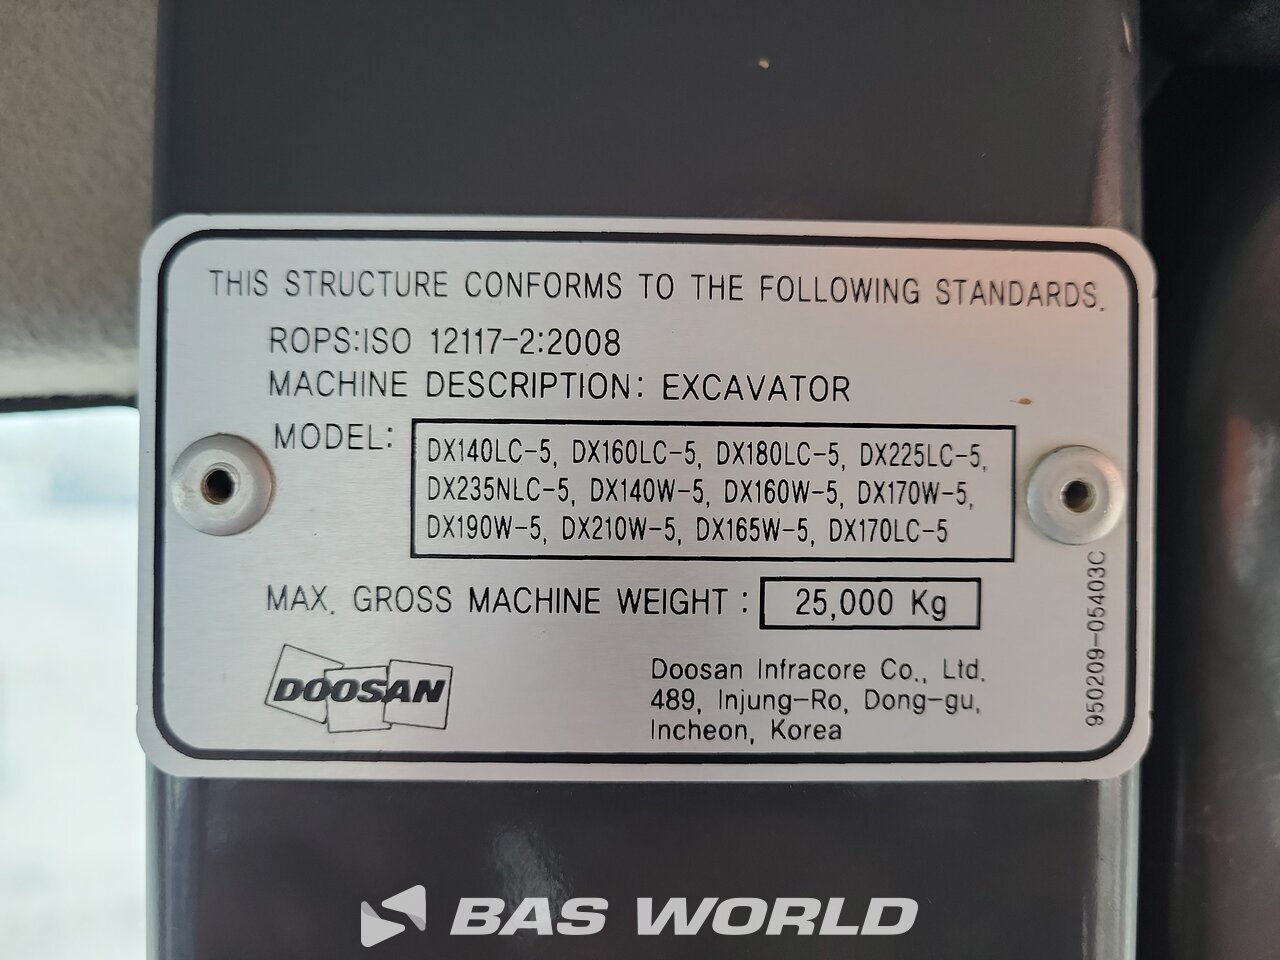 THIS STRUCTURE CONFORMS TO THE FOLLOWING STANDARDS.
ROPS:ISO 12117-2:2008
MACHINE DESCRIPTION: EXCAVATOR
MODEL:
DX140LC-5, DX160LC-5, DX180LC-5, DX225LC-5,
DX235NLC-5, DX140W-5, DX160W-5, DX170W-5,
DX190W-5, DX210W-5, DX165W-5, DX170LC-5
MAX. GROSS MACHINE WEIGHT : 25,000 Kg
DOOSAN
Doosan Infracore Co., Ltd.
489, Injung-Ro, Dong-gu,
Incheon, Korea
950209-05403C
BAS WORLD